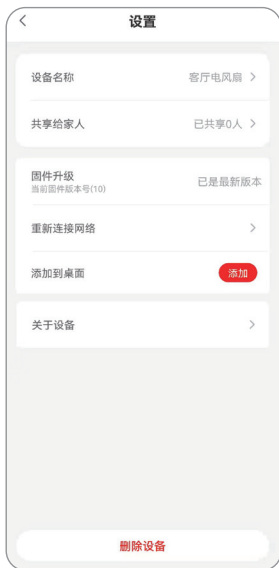 设置
设备名称 客厅电风扇
共享给家人 已共享0人
固件升级 已是最新版本
当前固件版本号(10)
重新连接网络
添加到桌面 添加
关于设备
删除设备